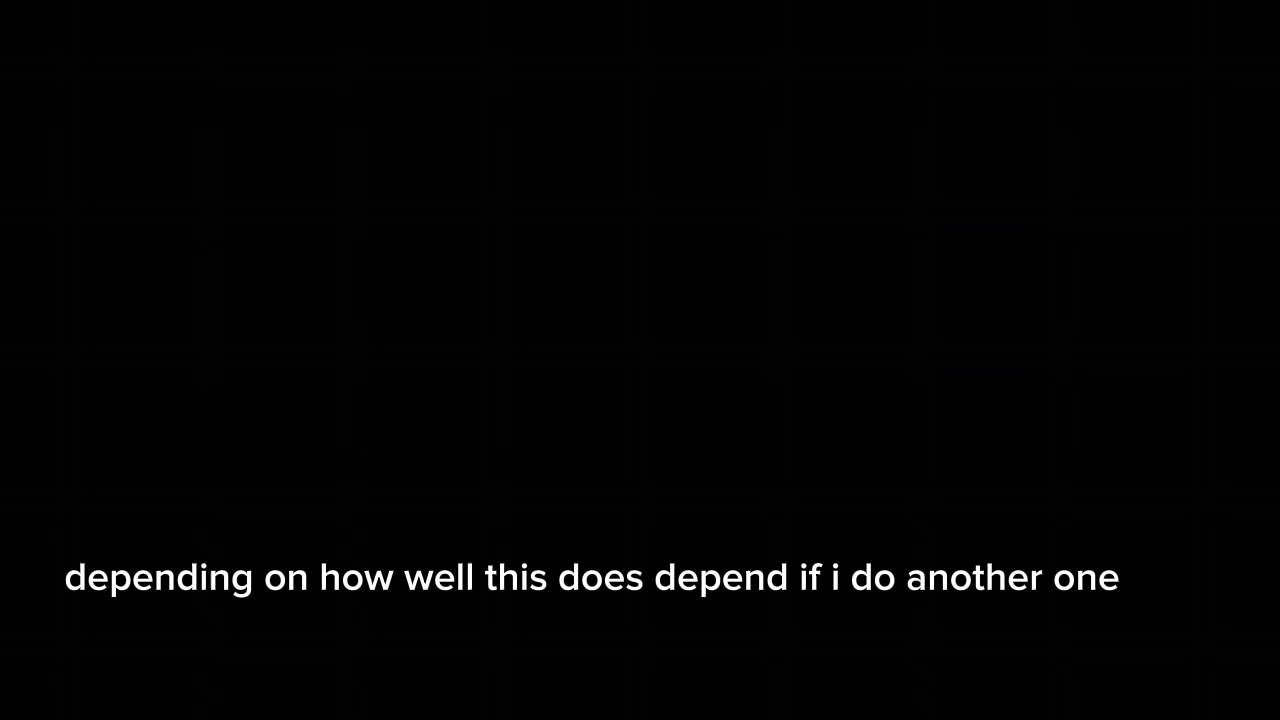 depending on how well this does depend if i do another one